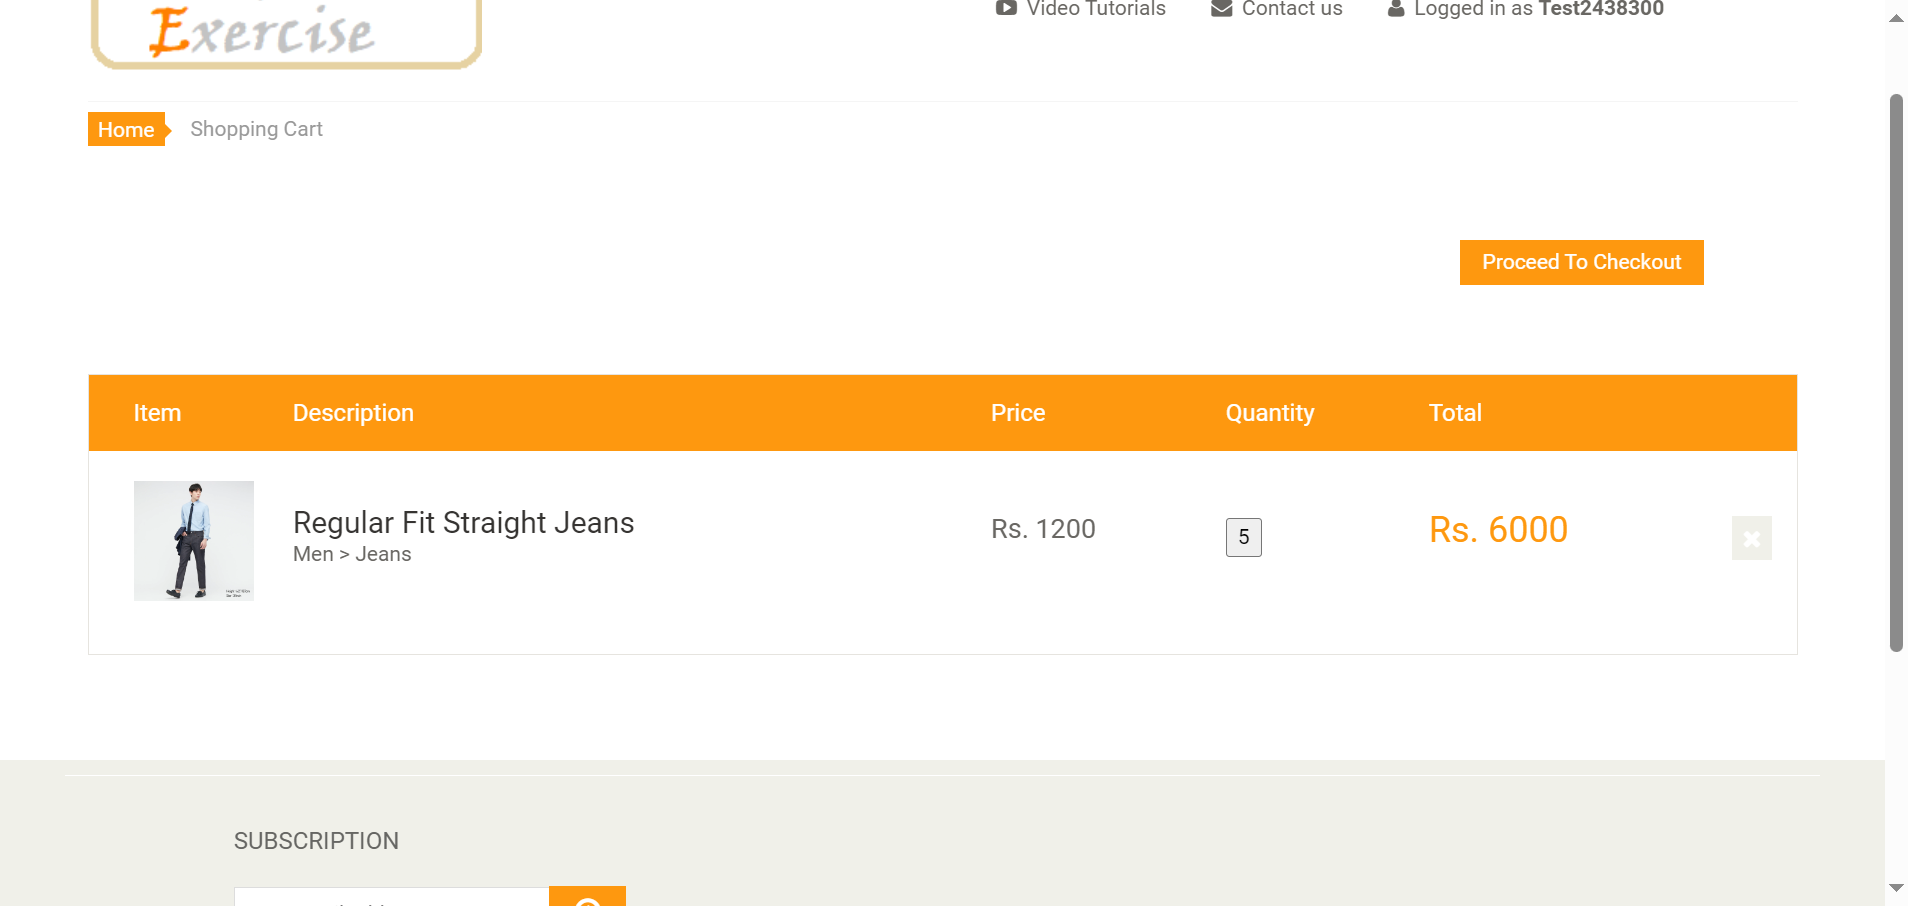 Exercise
Video Tutorials
Contact us
Logged in as Test2438300
Home
Shopping Cart
Proceed To Checkout
Item Description Price Quantity Total
Regular Fit Straight Jeans
Men > Jeans
Rs. 1200
5
Rs. 6000
SUBSCRIPTION